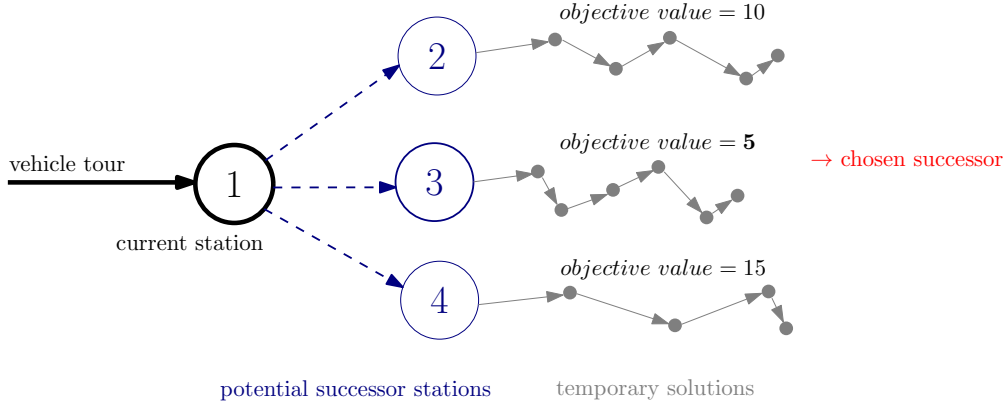 objective value = 10
2
objective value = 5
→ chosen successor
vehicle tour
1
3
current station
objective value = 15
4
potential successor stations
temporary solutions